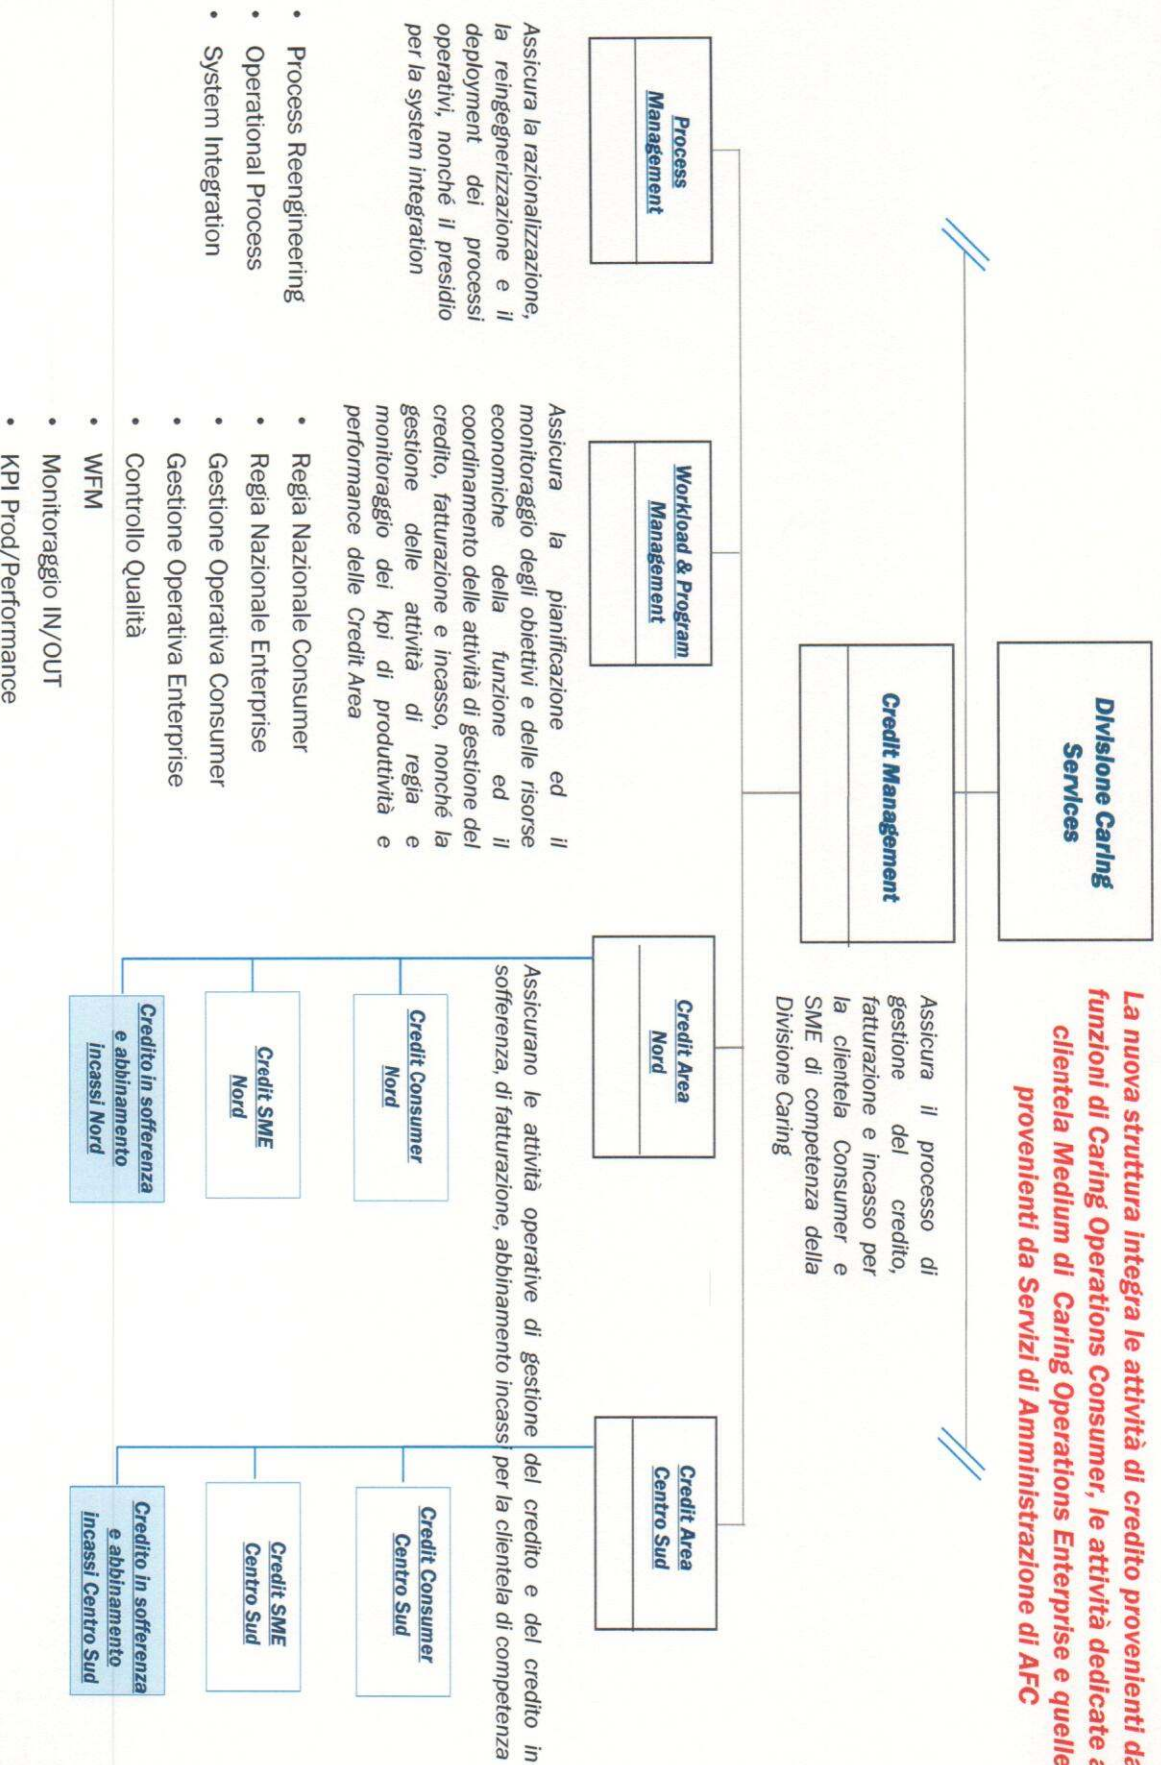 Divisione Caring
Services
La nuova struttura integra le attività di credito provenienti da
funzioni di Caring Operations Consumer, le attività dedicate a
clientela Medium di Caring Operations Enterprise e quelle
provenienti da Servizi di Amministrazione di AFC
Credit Management
Assicura il processo di
gestione del credito,
fatturazione e incasso per
la clientela Consumer e
SME di competenza della
Divisione Caring
Process
Management
Assicura la razionalizzazione,
la reingegnerizzazione e il
deployment dei processi
operativi, nonché il presidio
per la system integration
• Process Reengineering
• Operational Process
• System Integration
Workload & Program
Management
Assicura la pianificazione ed il
monitoraggio degli obiettivi e delle risorse
economiche della funzione ed il
coordinamento delle attività di gestione del
credito, fatturazione e incasso, nonché la
gestione delle attività di regia e
monitoraggio dei kpi di produttività e
performance delle Credit Area
• Regia Nazionale Consumer
• Regia Nazionale Enterprise
• Gestione Operativa Consumer
• Gestione Operativa Enterprise
• Controllo Qualità
• WFM
• Monitoraggio IN/OUT
• KPI Prod/Performance
Credit Area
Nord
Credit Area
Centro Sud
Assicurano le attività operative di gestione del credito e del credito in
sofferenza, di fatturazione, abbinamento incassi per la clientela di competenza
Credit Consumer
Nord
Credit SME
Nord
Credito in sofferenza
e abbinamento
incassi Nord
Credit Consumer
Centro Sud
Credit SME
Centro Sud
Credito in sofferenza
e abbinamento
incassi Centro Sud